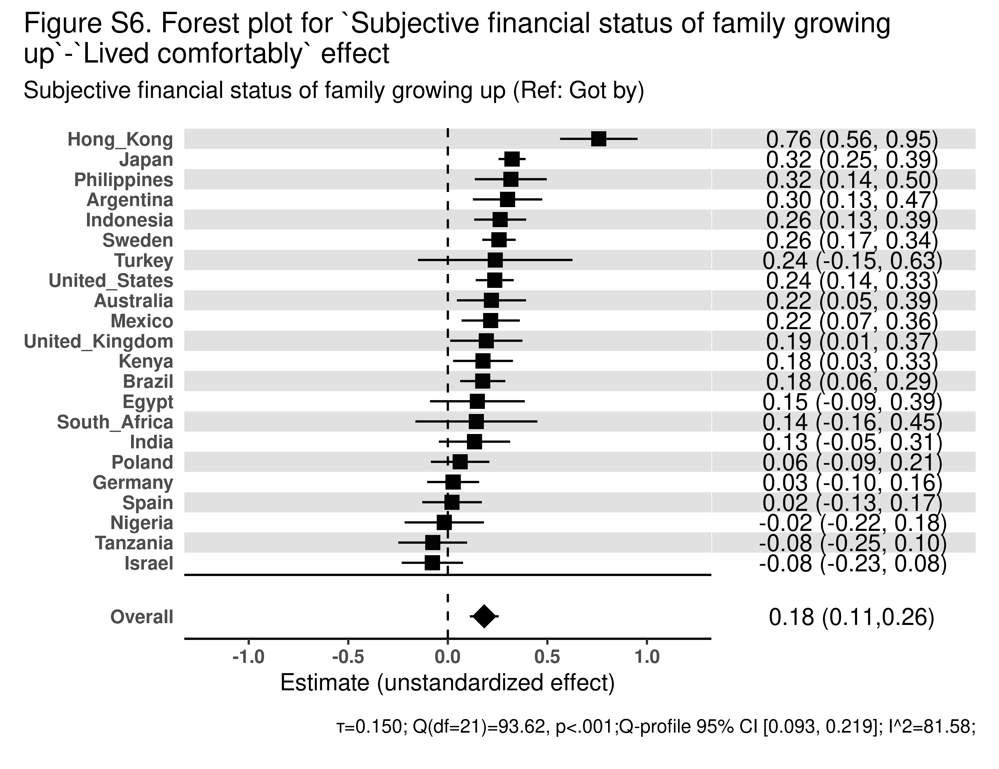 Figure S6. Forest plot for `Subjective financial status of family growing
up`-`Lived comfortably` effect
Subjective financial status of family growing up (Ref: Got by)
Hong_Kong 0.76 (0.56, 0.95)
Japan 0.32 (0.25, 0.39)
Philippines 0.32 (0.14, 0.50)
Argentina 0.30 (0.13, 0.47)
Indonesia 0.26 (0.13, 0.39)
Sweden 0.26 (0.17, 0.34)
Turkey 0.24 (-0.15, 0.63)
United_States 0.24 (0.14, 0.33)
Australia 0.22 (0.05, 0.39)
Mexico 0.22 (0.07, 0.36)
United_Kingdom 0.19 (0.01, 0.37)
Kenya 0.18 (0.03, 0.33)
Brazil 0.18 (0.06, 0.29)
Egypt 0.15 (-0.09, 0.39)
South_Africa 0.14 (-0.16, 0.45)
India 0.13 (-0.05, 0.31)
Poland 0.06 (-0.09, 0.21)
Germany 0.03 (-0.10, 0.16)
Spain 0.02 (-0.13, 0.17)
Nigeria -0.02 (-0.22, 0.18)
Tanzania -0.08 (-0.25, 0.10)
Israel -0.08 (-0.23, 0.08)
Overall 0.18 (0.11,0.26)
-1.0 -0.5 0.0 0.5 1.0
Estimate (unstandardized effect)
τ=0.150; Q(df=21)=93.62, p<.001;Q-profile 95% CI [0.093, 0.219]; I^2=81.58;